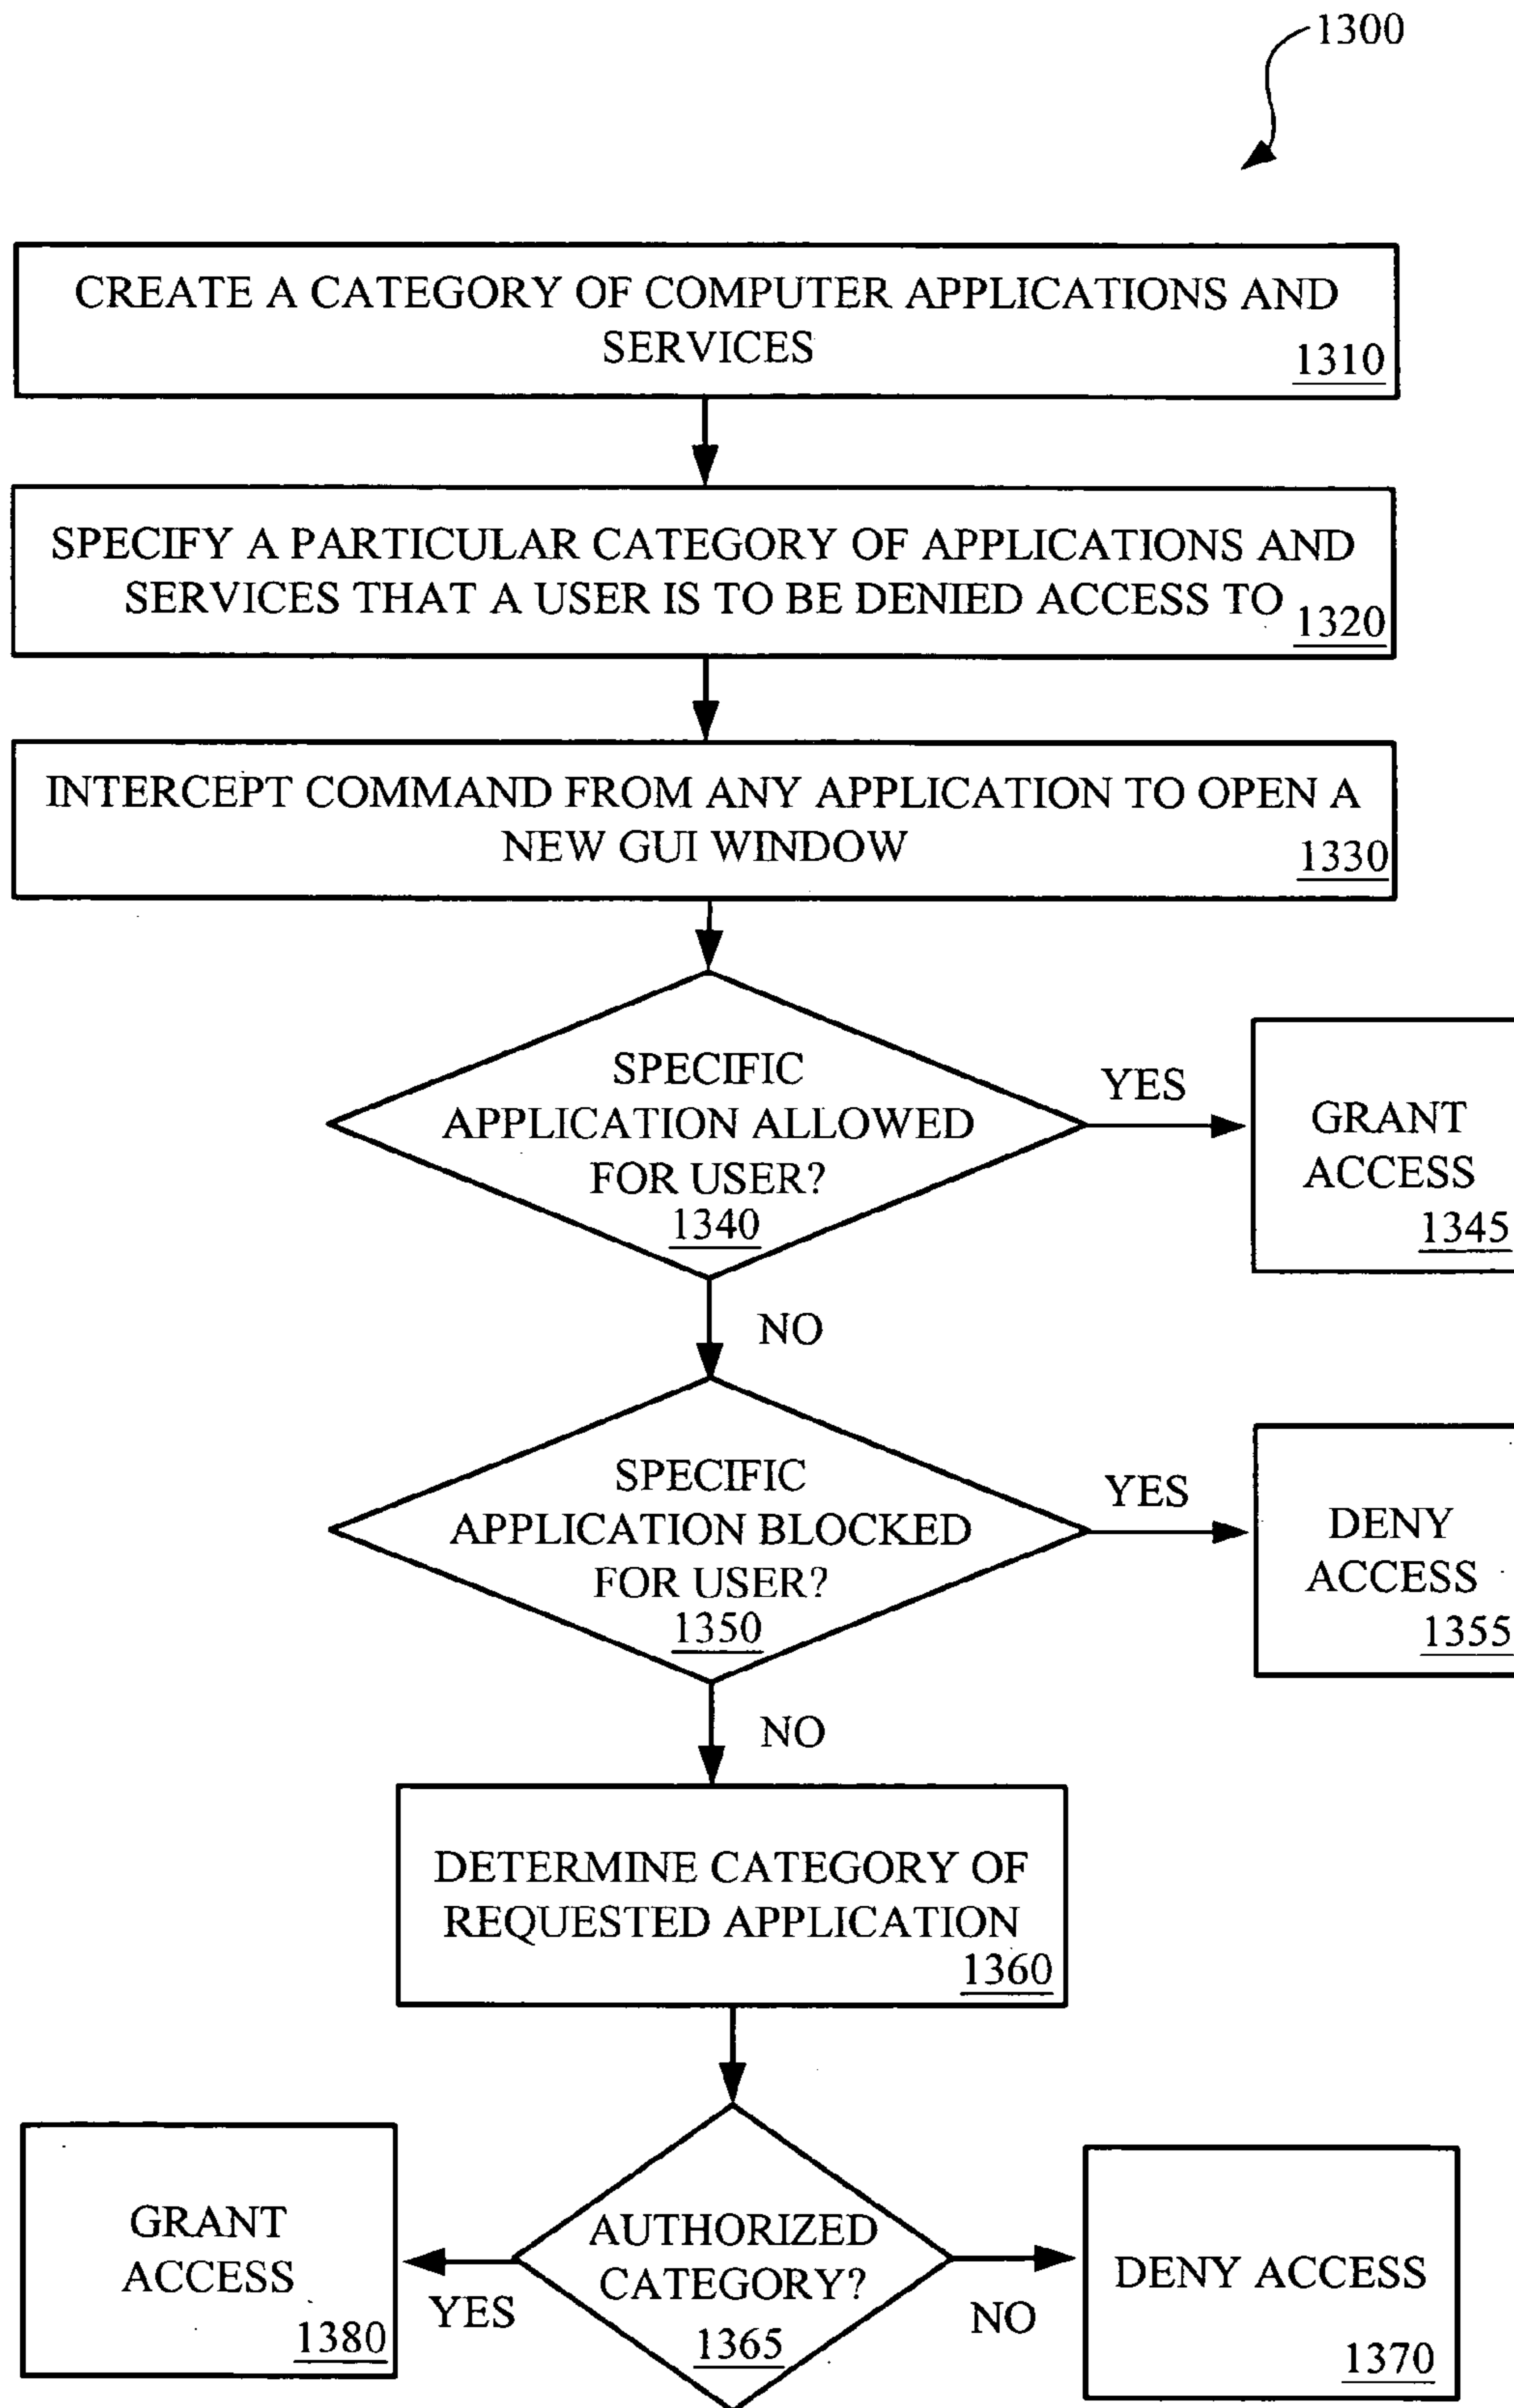 1300
CREATE A CATEGORY OF COMPUTER APPLICATIONS AND
SERVICES
1310
SPECIFY A PARTICULAR CATEGORY OF APPLICATIONS AND
SERVICES THAT A USER IS TO BE DENIED ACCESS TO
1320
INTERCEPT COMMAND FROM ANY APPLICATION TO OPEN A
NEW GUI WINDOW
1330
SPECIFIC
APPLICATION ALLOWED
FOR USER?
1340
YES
GRANT
ACCESS
1345
NO
SPECIFIC
APPLICATION BLOCKED
FOR USER?
1350
YES
DENY
ACCESS
1355
NO
DETERMINE CATEGORY OF
REQUESTED APPLICATION
1360
AUTHORIZED
CATEGORY?
1365
YES
GRANT
ACCESS
1380
NO
DENY ACCESS
1370